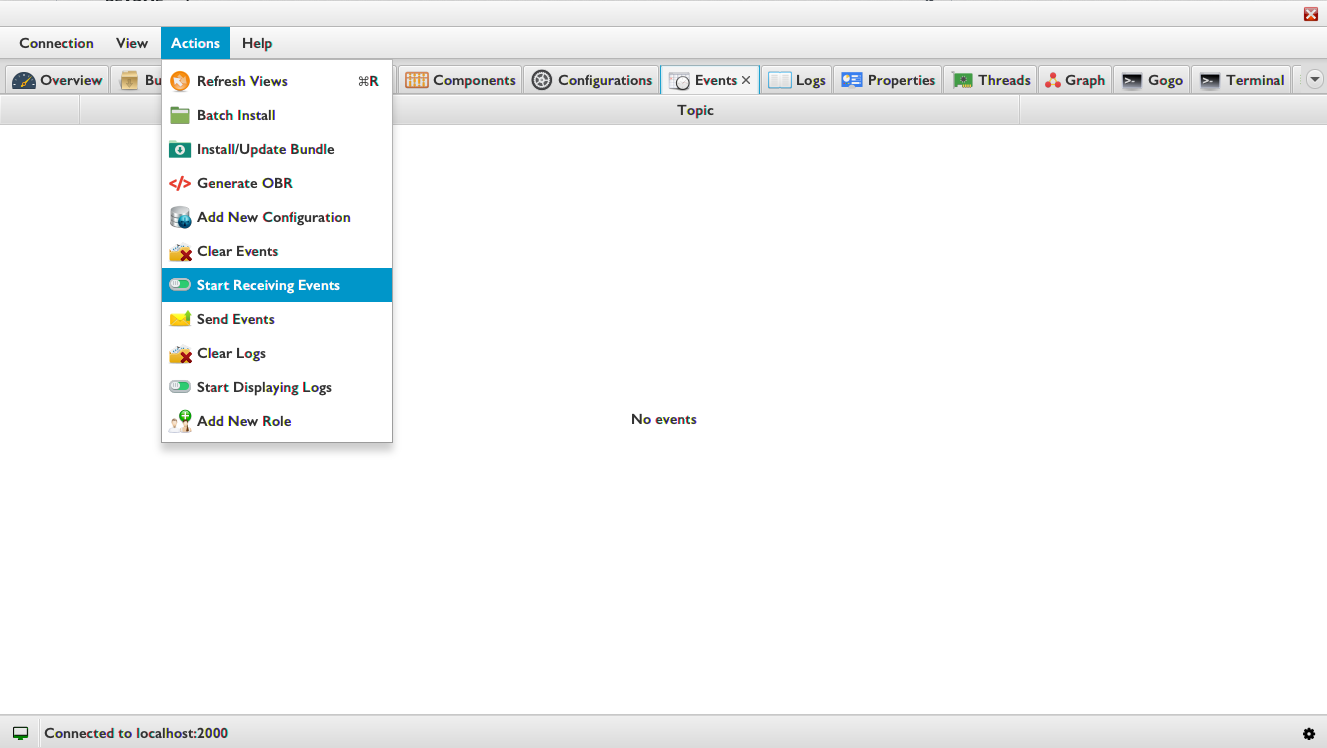 Connection View Actions Help
Overview Bu Components Configurations Events Logs Properties Threads Graph Gogo Terminal
Topic
Refresh Views ⌘R
Batch Install
Install/Update Bundle
Generate OBR
Add New Configuration
Clear Events
Start Receiving Events
Send Events
Clear Logs
Start Displaying Logs
Add New Role
No events
Connected to localhost:2000